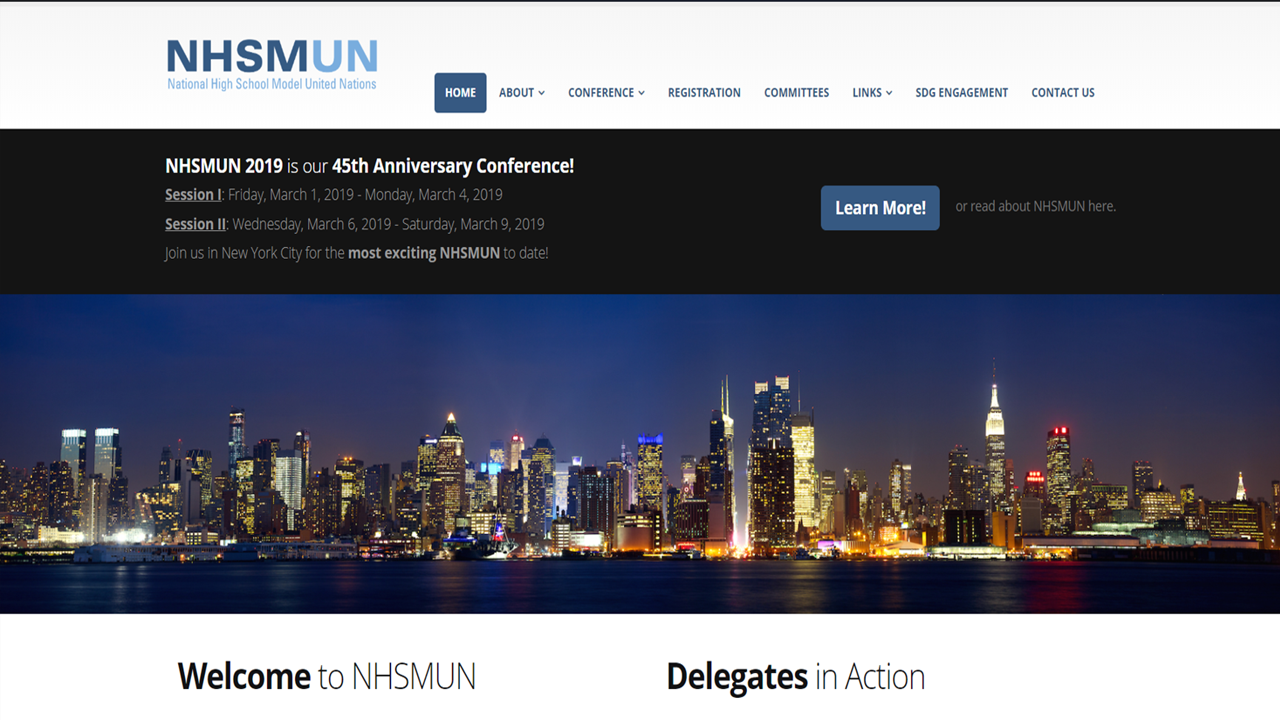 NHSMUN
National High School Model United Nations
HOME ABOUT CONFERENCE REGISTRATION COMMITTEES LINKS SDG ENGAGEMENT CONTACT US
NHSMUN 2019 is our 45th Anniversary Conference!
Session I: Friday, March 1, 2019 - Monday, March 4, 2019
Session II: Wednesday, March 6, 2019 - Saturday, March 9, 2019
Join us in New York City for the most exciting NHSMUN to date!
Learn More! or read about NHSMUN here.
Welcome to NHSMUN
Delegates in Action